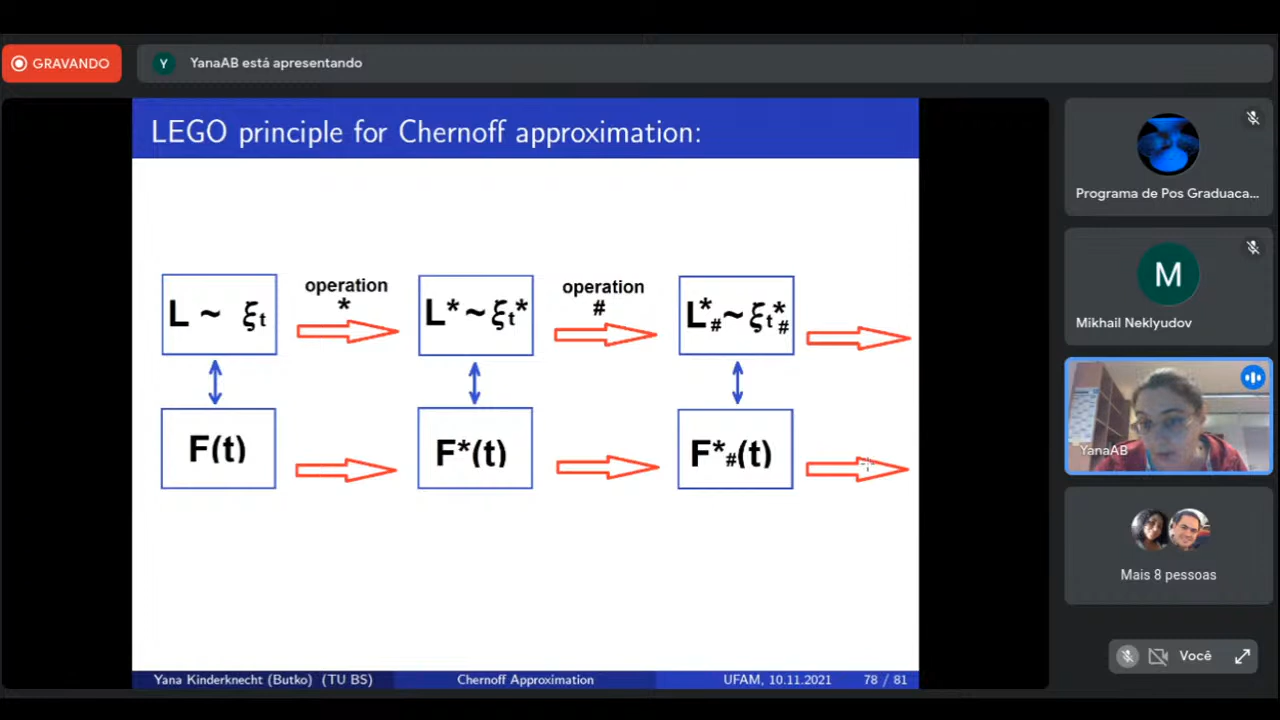 GRAVANDO
Y
YanaAB está apresentando
LEGO principle for Chernoff approximation:
operation
*
operation
#
L ~ ξt
L* ~ ξt*
L*# ~ ξt*#
F(t)
F*(t)
F*#(t)
Yana Kinderknecht (Butko) (TU BS)
Chernoff Approximation
UFAM, 10.11.2021
78 / 81
Programa de Pos Graduaca...
M
Mikhail Neklyudov
YanaAB
Mais 8 pessoas
Você